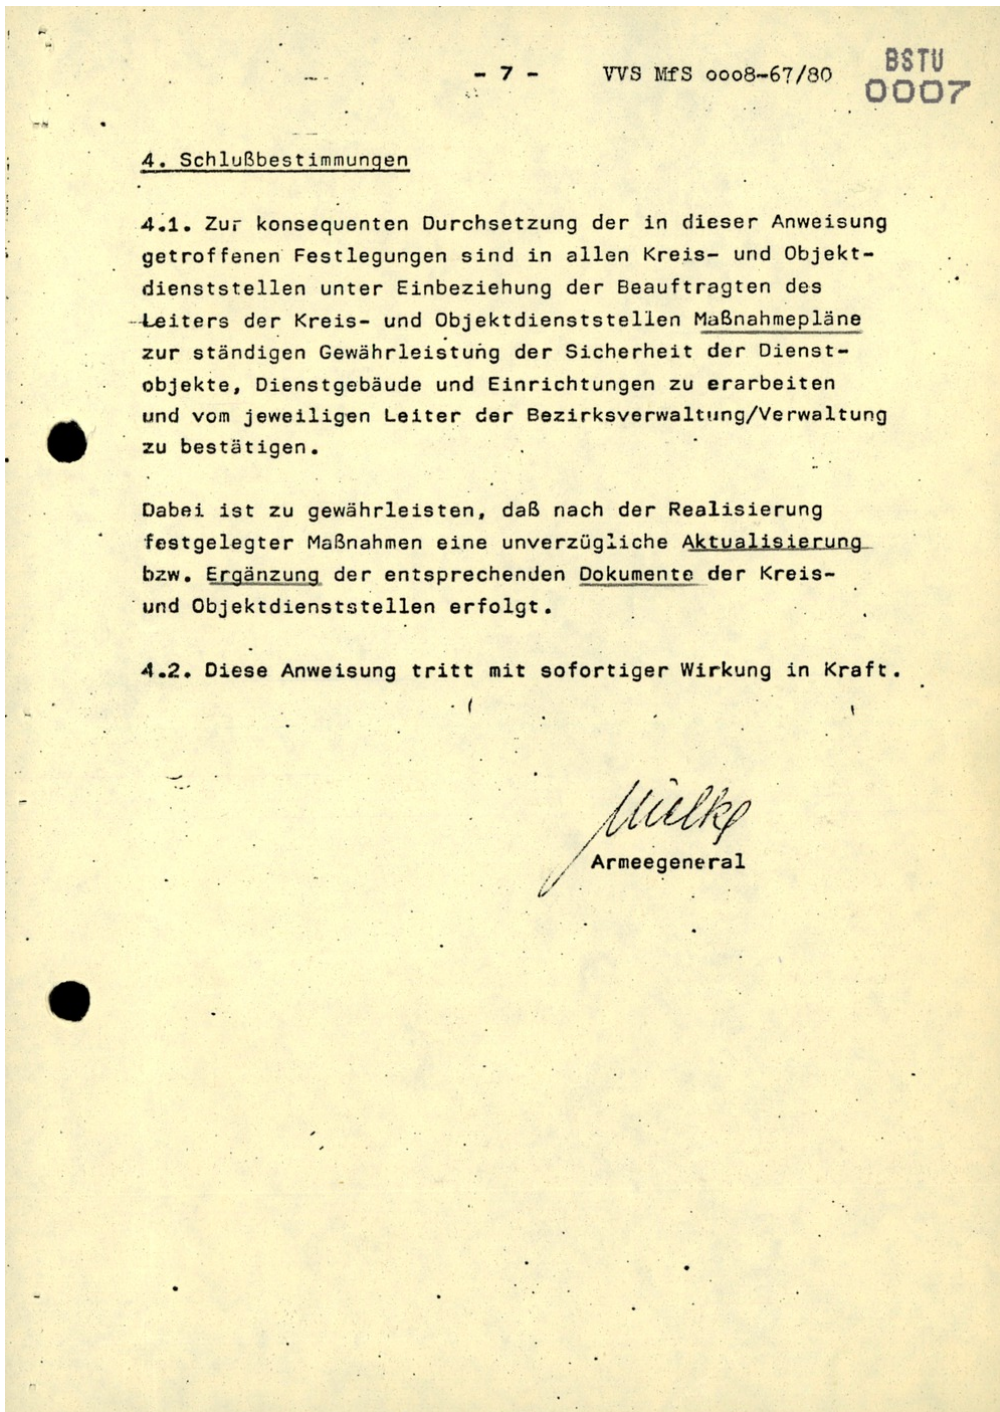 - 7 -
VVS MfS ooo8-67/80
BSTU
0007
4. Schlußbestimmungen
4.1. Zur konsequenten Durchsetzung der in dieser Anweisung
getroffenen Festlegungen sind in allen Kreis- und Objekt-
dienststellen unter Einbeziehung der Beauftragten des
Leiters der Kreis- und Objektdienststellen Maßnahmepläne
zur ständigen Gewährleistung der Sicherheit der Dienst-
objekte, Dienstgebäude und Einrichtungen zu erarbeiten
und vom jeweiligen Leiter der Bezirksverwaltung/Verwaltung
zu bestätigen.
Dabei ist zu gewährleisten, daß nach der Realisierung
festgelegter Maßnahmen eine unverzügliche Aktualisierung
bzw. Ergänzung der entsprechenden Dokumente der Kreis-
und Objektdienststellen erfolgt.
4.2. Diese Anweisung tritt mit sofortiger Wirkung in Kraft.
Mielke
Armeegeneral